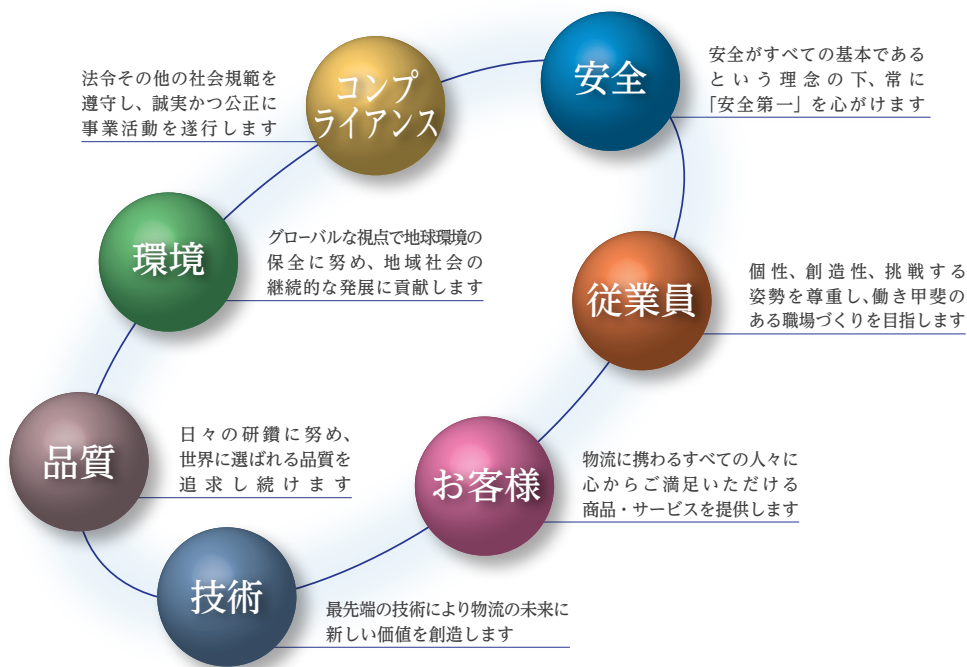 コンプ
ライアンス
法令その他の社会規範を
遵守し、誠実かつ公正に
事業活動を遂行します
安全
安全がすべての基本である
という理念の下、常に
「安全第一」を心がけます
環境
グローバルな視点で地球環境の
保全に努め、地域社会の
継続的な発展に貢献します
従業員
個性、創造性、挑戦する
姿勢を尊重し、働き甲斐の
ある職場づくりを目指します
品質
日々の研鑽に努め、
世界に選ばれる品質を
追求し続けます
お客様
物流に携わるすべての人々に
心からご満足いただける
商品・サービスを提供します
技術
最先端の技術により物流の未来に
新しい価値を創造します